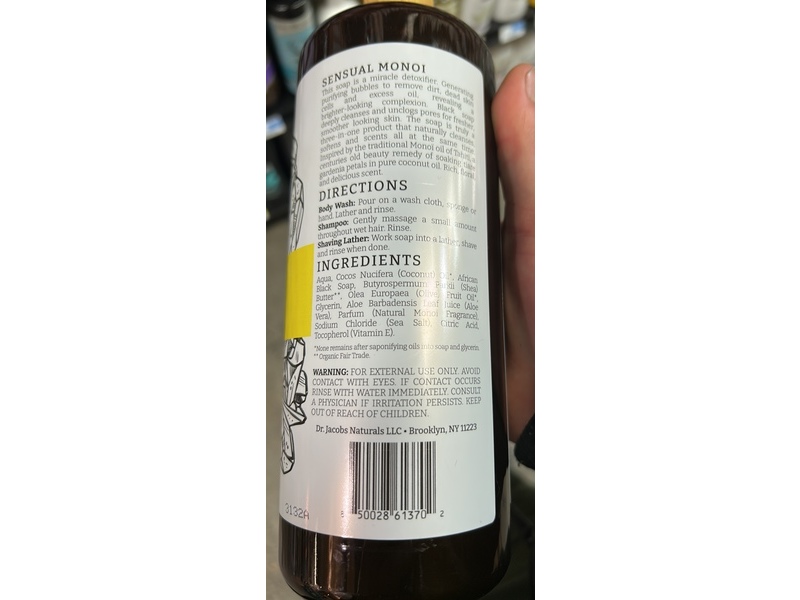 SENSUAL MONOI
This soap is a miracle detoxifier. Generating
purifying bubbles to remove dirt, dead skin
cells and excess oil, revealing a
brighter-looking complexion. Black soap
deeply cleanses and unclogs pores for fresher,
smoother looking skin. The soap is truly a
three-in-one product that naturally cleanses,
softens and scents all at the same time.
Inspired by the traditional Monoi oil of Tahiti, a
centuries old beauty remedy of soaking
gardenia petals in pure coconut oil. Rich, floral
and delicious scent.
DIRECTIONS
Body Wash: Pour on a wash cloth, sponge or
hand. Lather and rinse.
Shampoo: Gently massage a small amount
throughout wet hair. Rinse.
Shaving Lather: Work soap into a lather, shave
and rinse when done.
INGREDIENTS
Aqua, Cocos Nucifera (Coconut) Oil*, African
Black Soap, Butyrospermum Parkii (Shea)
Butter**, Olea Europaea (Olive) Fruit Oil*,
Glycerin, Aloe Barbadensis Leaf Juice (Aloe
Vera), Parfum (Natural Monoi Fragrance),
Sodium Chloride (Sea Salt), Citric Acid,
Tocopherol (Vitamin E).
*None remains after saponifying oils into soap and glycerin.
** Organic Fair Trade.
WARNING: FOR EXTERNAL USE ONLY. AVOID
CONTACT WITH EYES. IF CONTACT OCCURS
RINSE WITH WATER IMMEDIATELY. CONSULT
A PHYSICIAN IF IRRITATION PERSISTS. KEEP
OUT OF REACH OF CHILDREN.
Dr. Jacobs Naturals LLC • Brooklyn, NY 11223
3132A
8 50028 61370 2